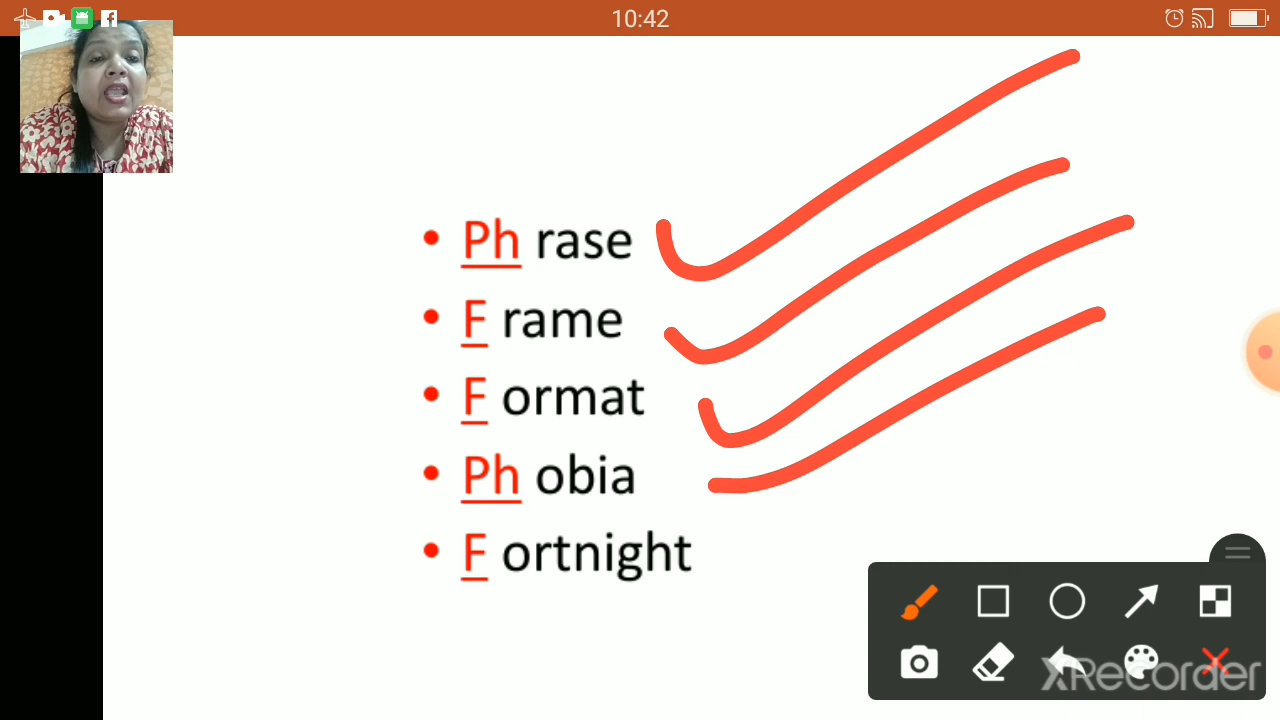 10:42
• Ph rase
• F rame
• F ormat
• Ph obia
• F ortnight
XRecorder